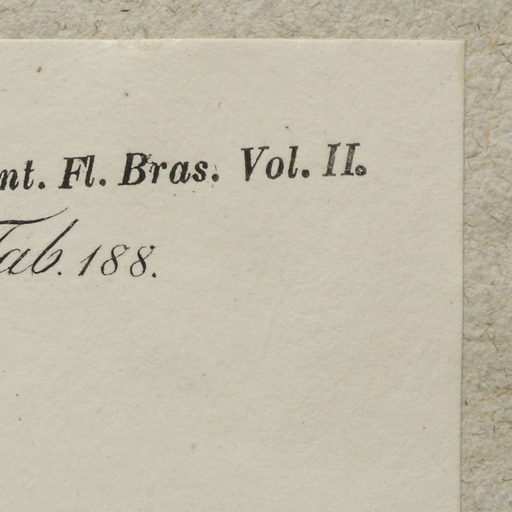 nt. Fl. Bras. Vol. II.
Tab. 188.